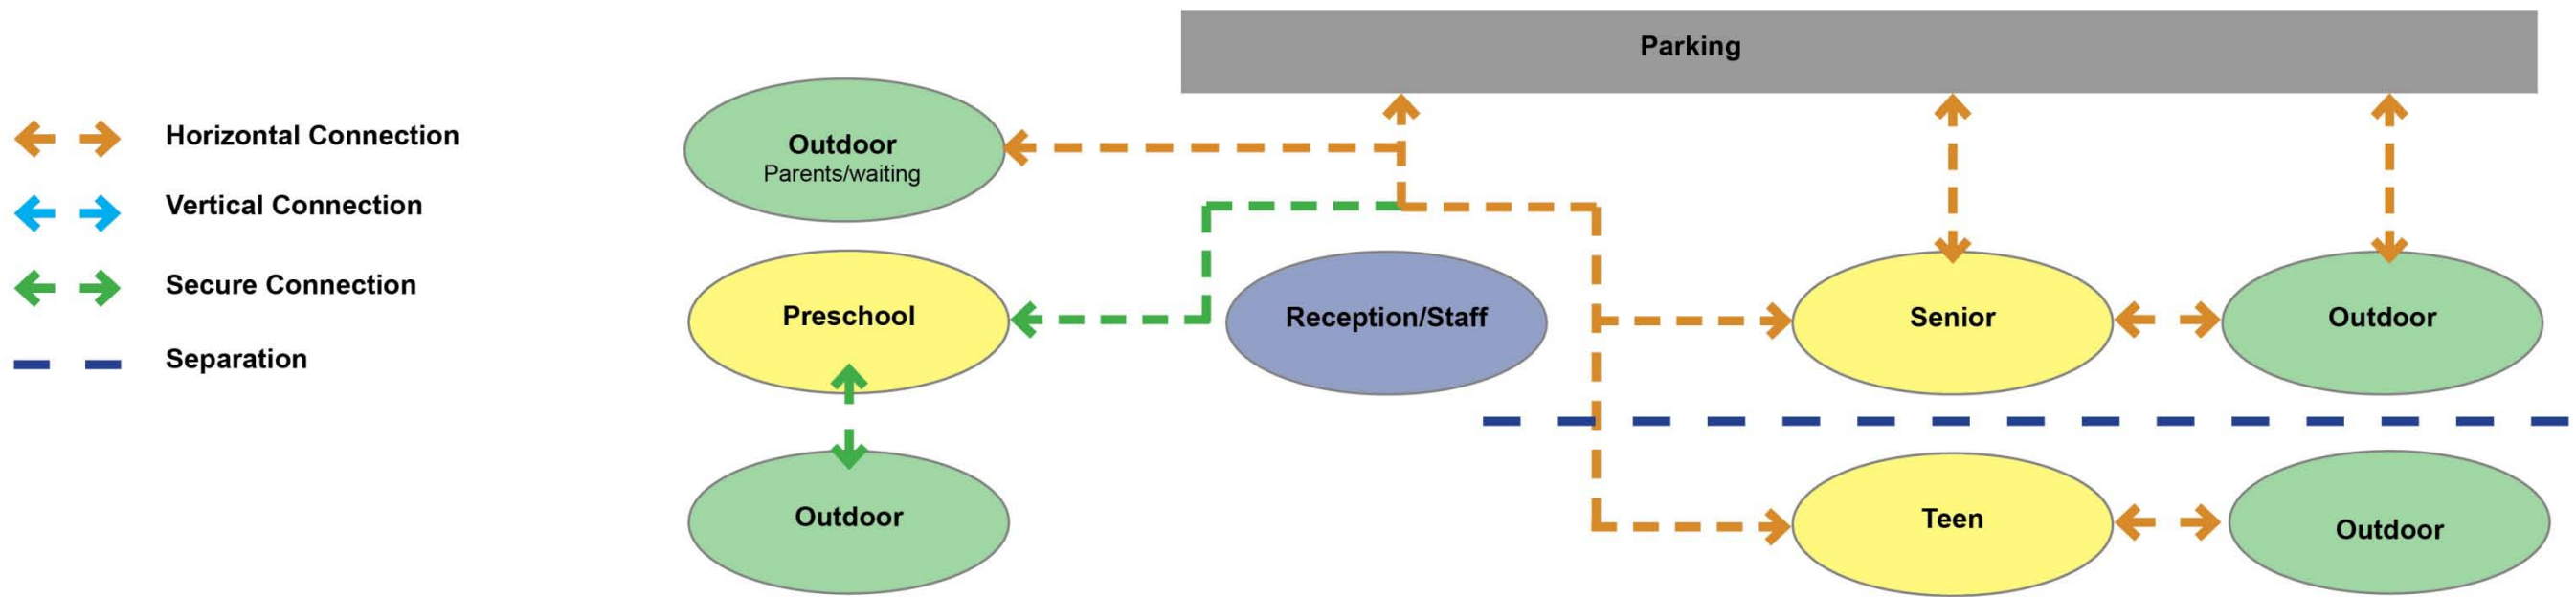 Parking
Horizontal Connection
Vertical Connection
Secure Connection
Separation
Outdoor
Parents/waiting
Preschool
Reception/Staff
Senior
Outdoor
Outdoor
Teen
Outdoor